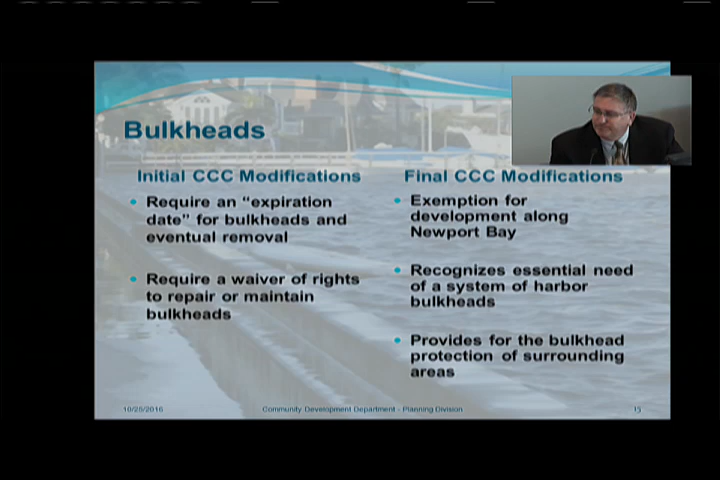 Bulkheads
Initial CCC Modifications
Require an “expiration
date” for bulkheads and
eventual removal
Require a waiver of rights
to repair or maintain
bulkheads
Final CCC Modifications
Exemption for
development along
Newport Bay
Recognizes essential need
of a system of harbor
bulkheads
Provides for the bulkhead
protection of surrounding
areas
10/25/2016
Community Development Department - Planning Division
15